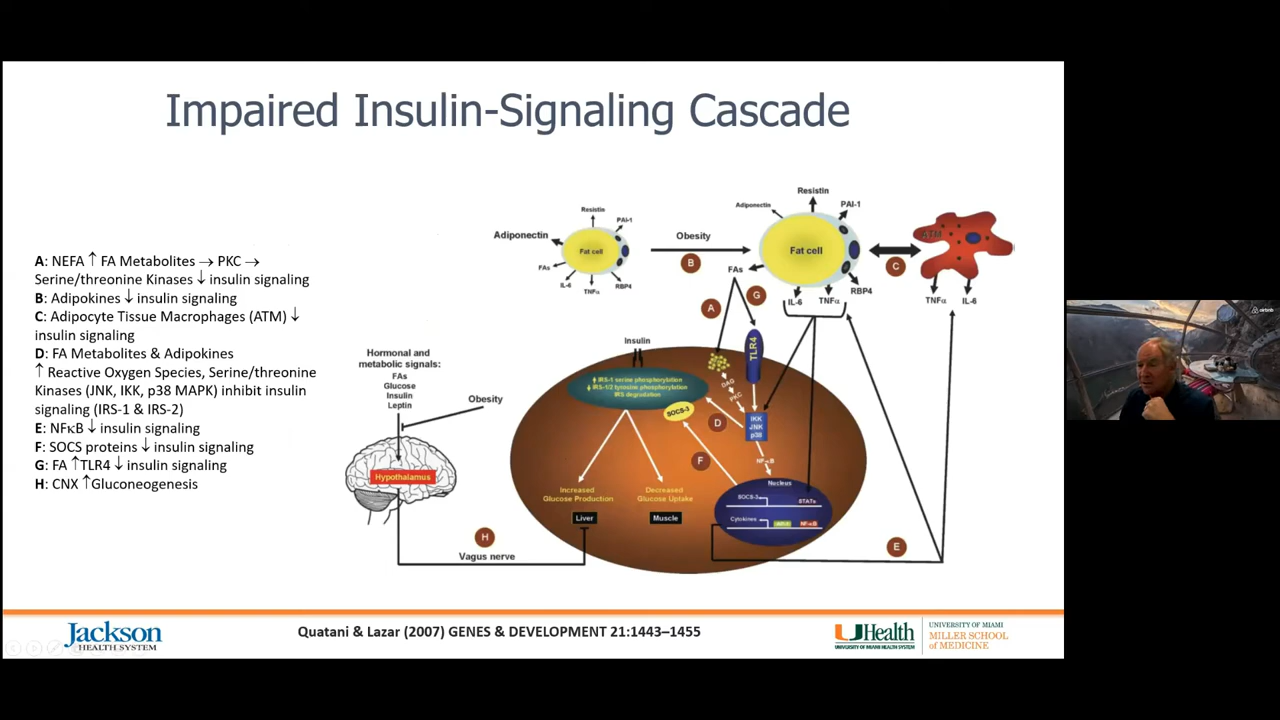 Impaired Insulin-Signaling Cascade
A: NEFA ↑ FA Metabolites → PKC →
Serine/threonine Kinases ↓ insulin signaling
B: Adipokines ↓ insulin signaling
C: Adipocyte Tissue Macrophages (ATM) ↓
insulin signaling
D: FA Metabolites & Adipokines
↑ Reactive Oxygen Species, Serine/threonine
Kinases (JNK, IKK, p38 MAPK) inhibit insulin
signaling (IRS-1 & IRS-2)
E: NFκB ↓ insulin signaling
F: SOCS proteins ↓ insulin signaling
G: FA ↑TLR4 ↓ insulin signaling
H: CNX ↑Gluconeogenesis
Resistin
PAI-1
Adiponectin
Fat cell
FAs
IL-6
TNFα
RBP4
Obesity
B
Resistin
Adiponectin
PAI-1
Fat cell
FAs
IL-6
TNFα
RBP4
C
ATM
TNFα
IL-6
A
G
TLR4
Insulin
↑ IRS-1 serine phosphorylation
↓ IRS-1/2 tyrosine phosphorylation
IRS degradation
SOCS-3
DAG
PKC
D
IKK
JNK
p38
F
NF-κB
Nucleus
SOCS-3
STATs
Cytokines
NF-κB
E
Increased
Glucose Production
Liver
Decreased
Glucose Uptake
Muscle
Hormonal and
metabolic signals:
FAs
Glucose
Insulin
Leptin
Obesity
Hypothalamus
H
Vagus nerve
Jackson
HEALTH SYSTEM
Quatani & Lazar (2007) GENES & DEVELOPMENT 21:1443–1455
UHealth
UNIVERSITY OF MIAMI HEALTH SYSTEM
UNIVERSITY OF MIAMI
MILLER SCHOOL
of MEDICINE
airbnb